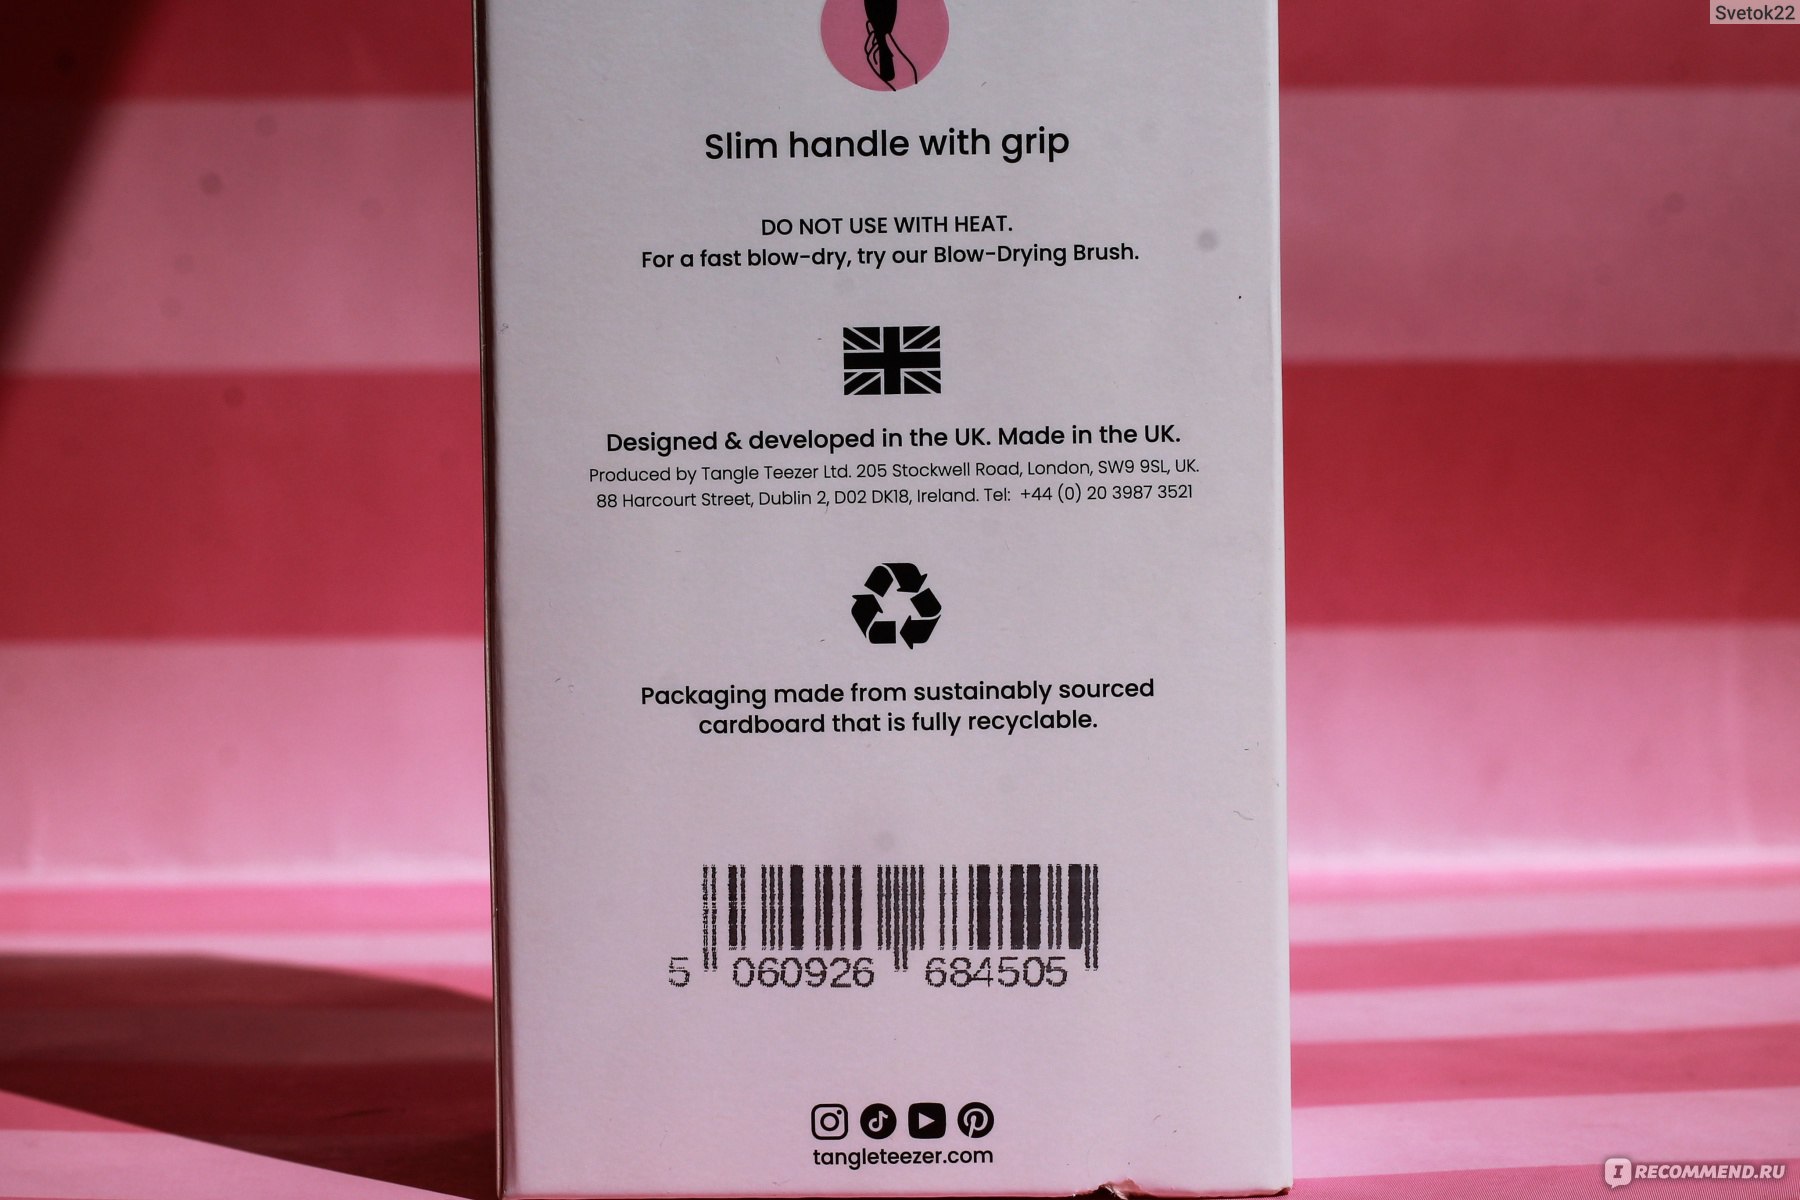 Svetok22
Slim handle with grip
DO NOT USE WITH HEAT.
For a fast blow-dry, try our Blow-Drying Brush.
Designed & developed in the UK. Made in the UK.
Produced by Tangle Teezer Ltd. 205 Stockwell Road, London, SW9 9SL, UK.
88 Harcourt Street, Dublin 2, D02 DK18, Ireland. Tel: +44 (0) 20 3987 3521
Packaging made from sustainably sourced
cardboard that is fully recyclable.
5 060926 684505
tangleteezer.com
IRECOMMEND.RU